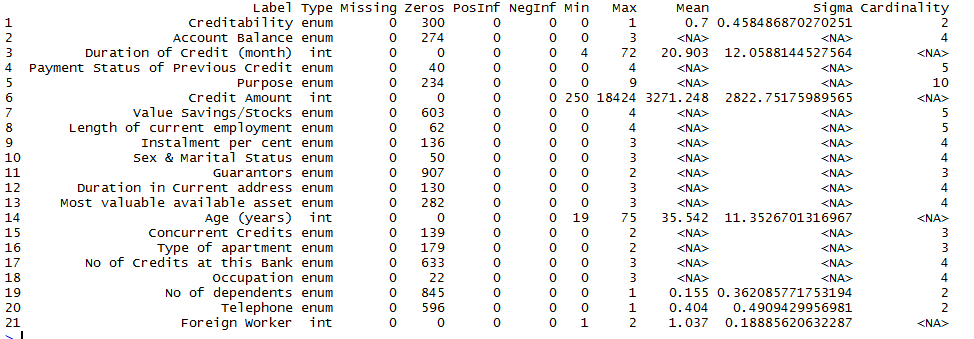 Label Type Missing Zeros PosInf NegInf Min Max Mean Sigma Cardinality
1 Creditability enum 0 300 0 0 0 1 0.7 0.458486870270251 2
2 Account Balance enum 0 274 0 0 0 3 <NA> <NA> 4
3 Duration of Credit (month) int 0 0 0 0 4 72 20.903 12.0588144527564 <NA>
4 Payment Status of Previous Credit enum 0 40 0 0 0 4 <NA> <NA> 5
5 Purpose enum 0 234 0 0 0 9 <NA> <NA> 10
6 Credit Amount int 0 0 0 0 250 18424 3271.248 2822.75175989565 <NA>
7 Value Savings/Stocks enum 0 603 0 0 0 4 <NA> <NA> 5
8 Length of current employment enum 0 62 0 0 0 4 <NA> <NA> 5
9 Instalment per cent enum 0 136 0 0 0 3 <NA> <NA> 4
10 Sex & Marital Status enum 0 50 0 0 0 3 <NA> <NA> 4
11 Guarantors enum 0 907 0 0 0 2 <NA> <NA> 3
12 Duration in Current address enum 0 130 0 0 0 3 <NA> <NA> 4
13 Most valuable available asset enum 0 282 0 0 0 3 <NA> <NA> 4
14 Age (years) int 0 0 0 0 19 75 35.542 11.3526701316967 <NA>
15 Concurrent Credits enum 0 139 0 0 0 2 <NA> <NA> 3
16 Type of apartment enum 0 179 0 0 0 2 <NA> <NA> 3
17 No of Credits at this Bank enum 0 633 0 0 0 3 <NA> <NA> 4
18 Occupation enum 0 22 0 0 0 3 <NA> <NA> 4
19 No of dependents enum 0 845 0 0 0 1 0.155 0.362085771753194 2
20 Telephone enum 0 596 0 0 0 1 0.404 0.4909429956981 2
21 Foreign Worker int 0 0 0 0 1 2 1.037 0.18885620632287 <NA>
>